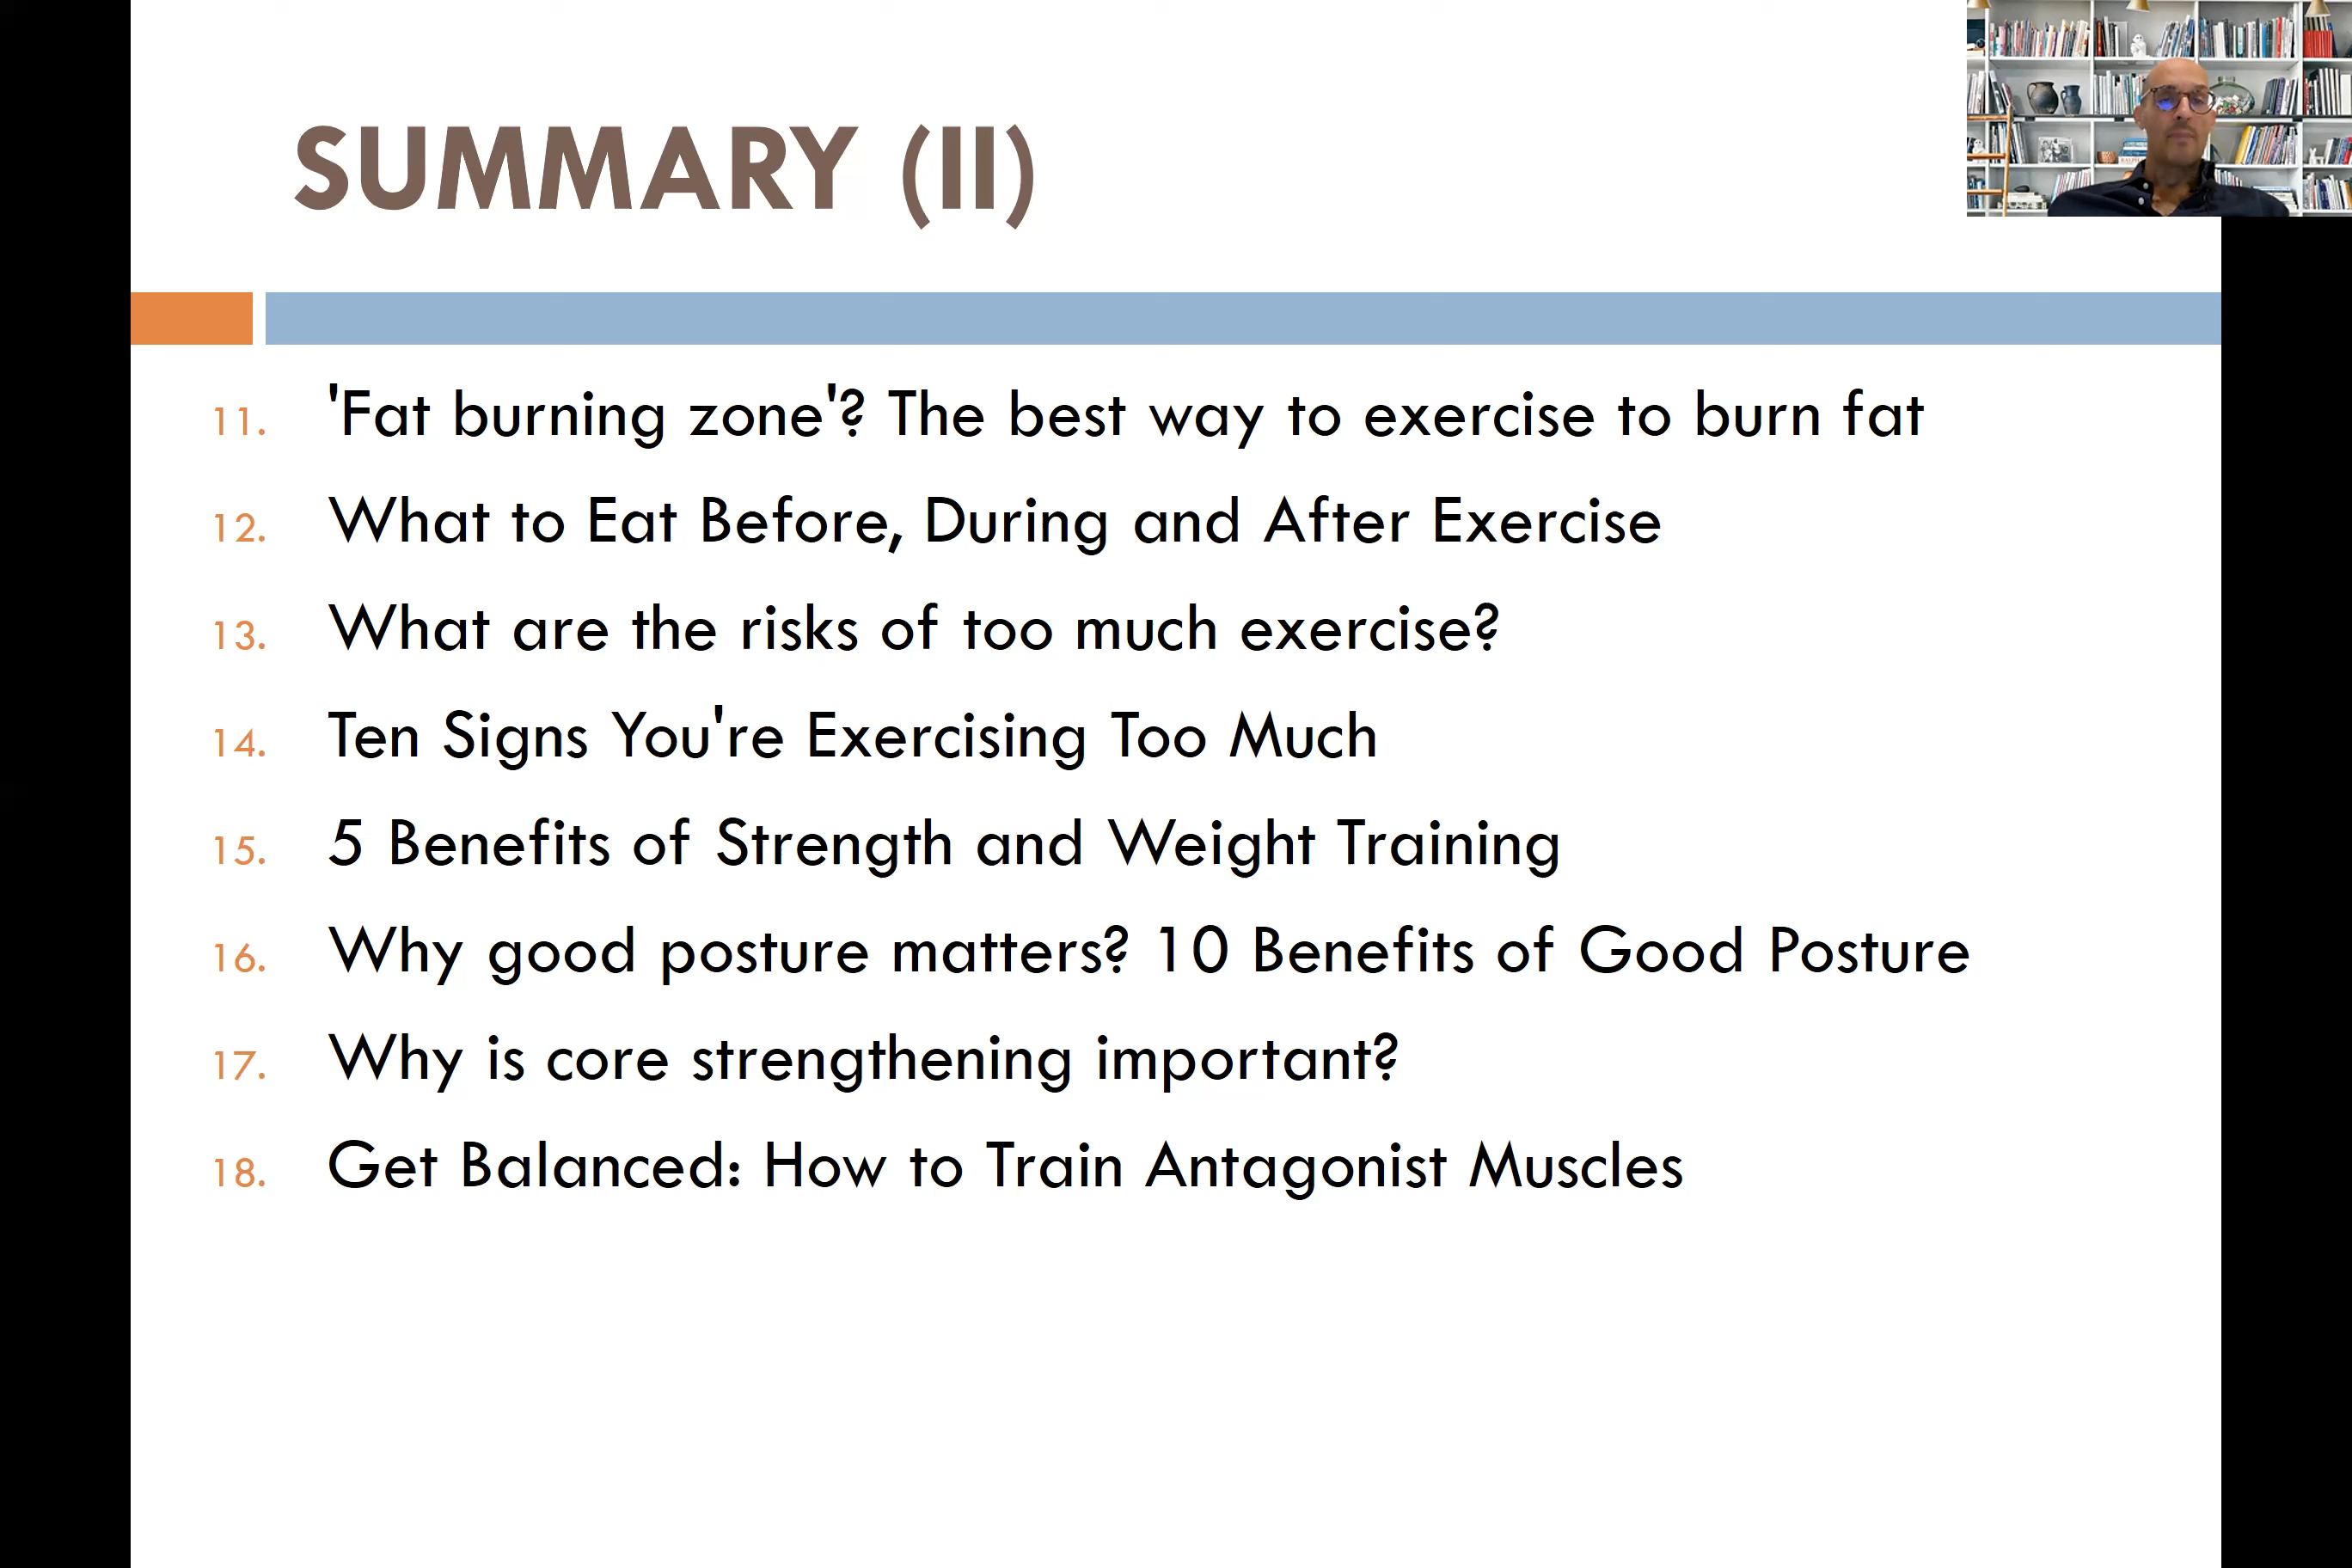 SUMMARY (II)
11. 'Fat burning zone'? The best way to exercise to burn fat
12. What to Eat Before, During and After Exercise
13. What are the risks of too much exercise?
14. Ten Signs You're Exercising Too Much
15. 5 Benefits of Strength and Weight Training
16. Why good posture matters? 10 Benefits of Good Posture
17. Why is core strengthening important?
18. Get Balanced: How to Train Antagonist Muscles